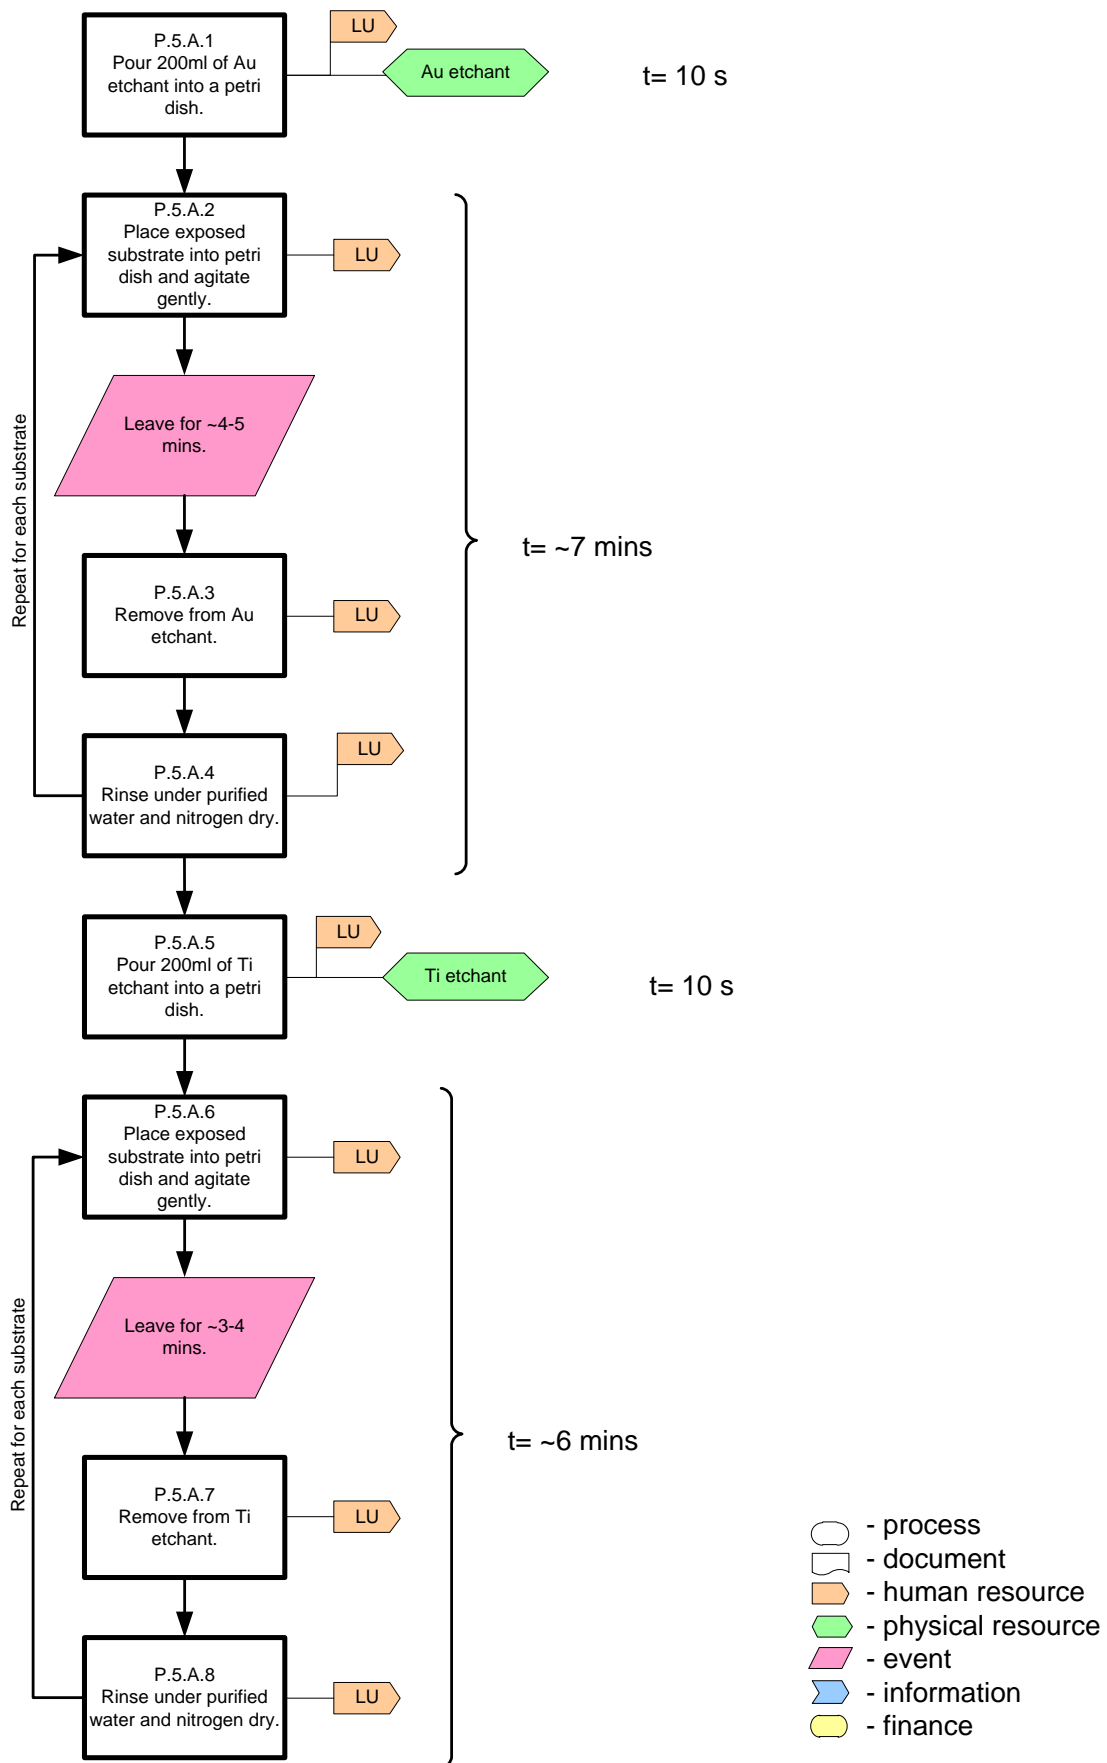 LU
P.5.A.1
Pour 200ml of Au
etchant into a petri
dish.
Au etchant
t= 10 s
P.5.A.2
Place exposed
substrate into petri
dish and agitate
gently.
LU
Leave for ~4-5
mins.
Repeat for each substrate
t= ~7 mins
P.5.A.3
Remove from Au
etchant.
LU
P.5.A.4
Rinse under purified
water and nitrogen dry.
LU
P.5.A.5
Pour 200ml of Ti
etchant into a petri
dish.
LU
Ti etchant
t= 10 s
P.5.A.6
Place exposed
substrate into petri
dish and agitate
gently.
LU
Leave for ~3-4
mins.
Repeat for each substrate
t= ~6 mins
P.5.A.7
Remove from Ti
etchant.
LU
P.5.A.8
Rinse under purified
water and nitrogen dry.
LU
- process
- document
- human resource
- physical resource
- event
- information
- finance